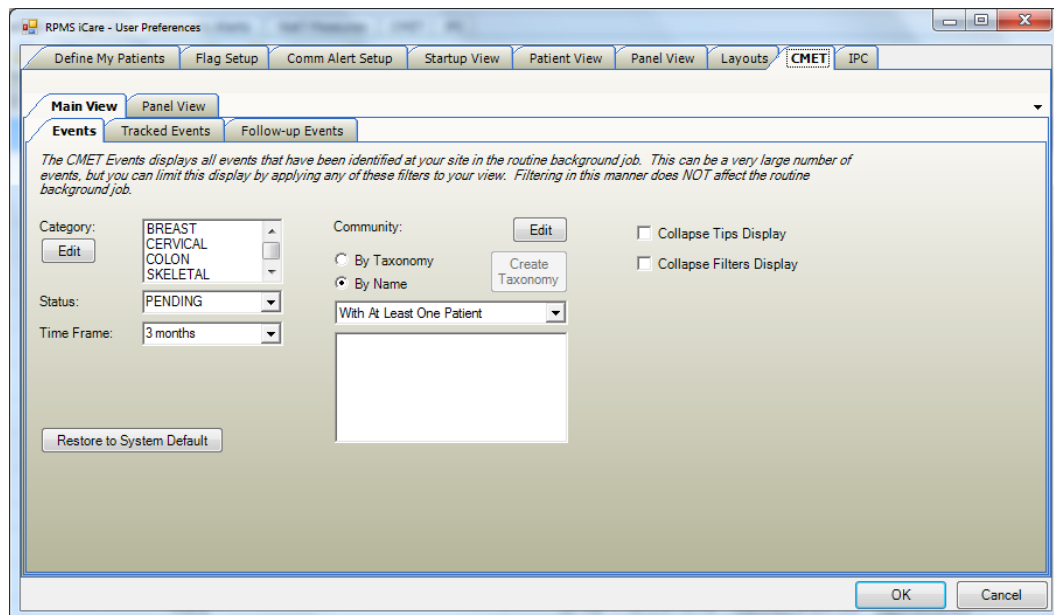 RPMS iCare - User Preferences
Define My Patients Flag Setup Comm Alert Setup Startup View Patient View Panel View Layouts CMET IPC
Main View Panel View
Events Tracked Events Follow-up Events
The CMET Events displays all events that have been identified at your site in the routine background job. This can be a very large number of
events, but you can limit this display by applying any of these filters to your view. Filtering in this manner does NOT affect the routine
background job.
Category:
Edit
BREAST
CERVICAL
COLON
SKELETAL
Status: PENDING
Time Frame: 3 months
Restore to System Default
Community: Edit
By Taxonomy
By Name
Create
Taxonomy
With At Least One Patient
Collapse Tips Display
Collapse Filters Display
OK Cancel